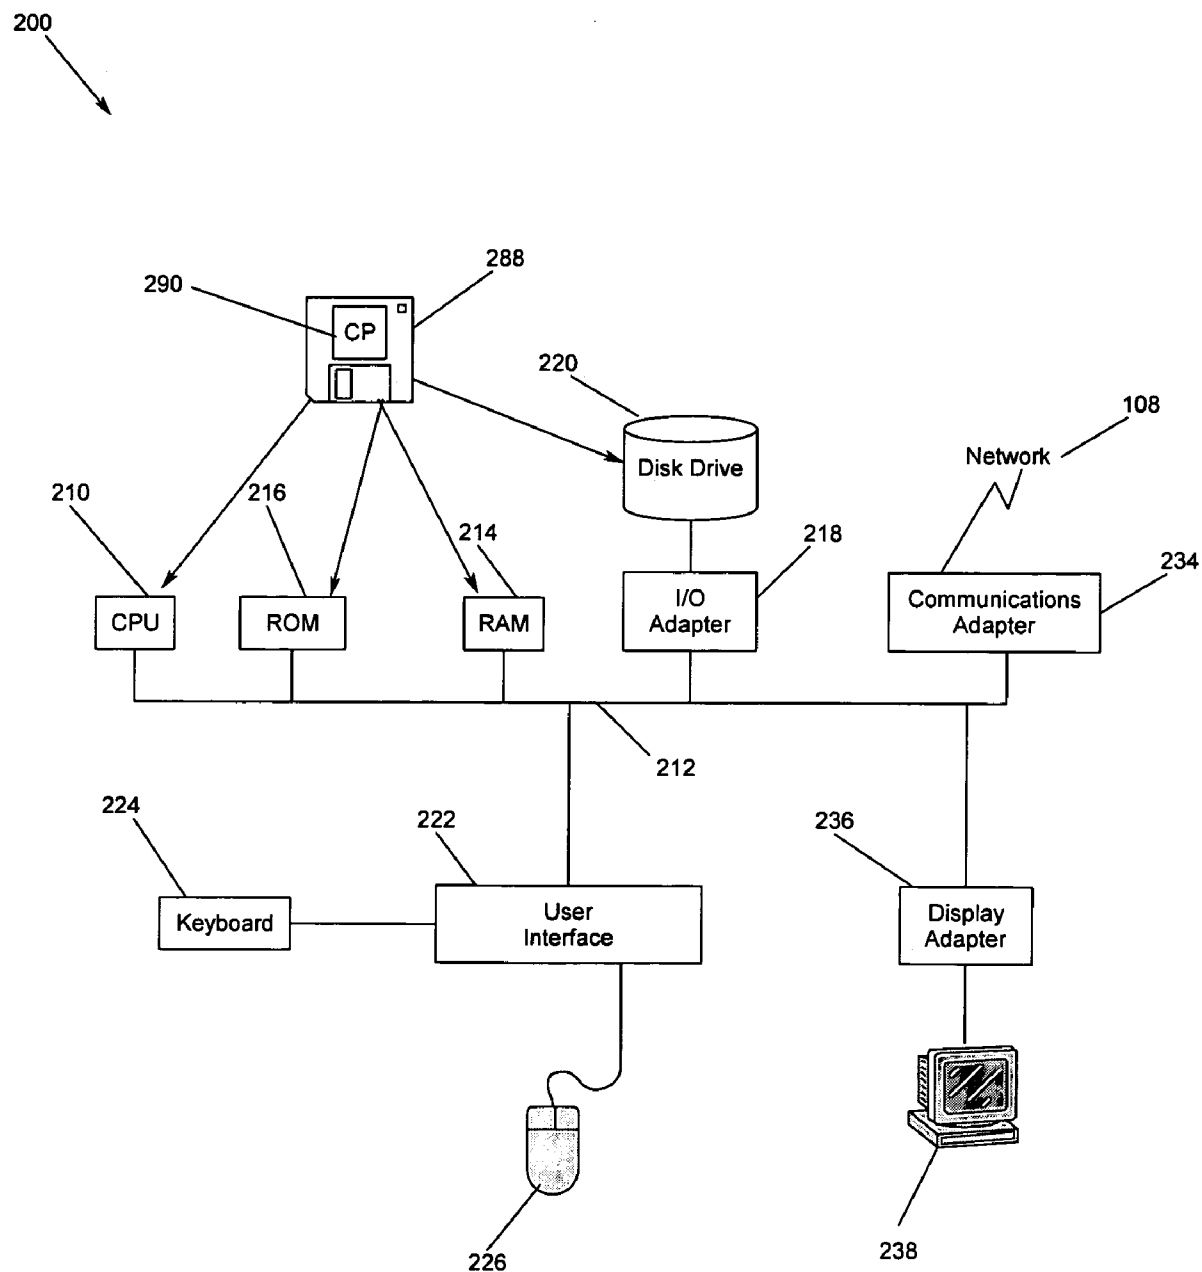 200
290
288
CP
220
108
Network
Disk Drive
210
216
214
218
234
CPU
ROM
RAM
I/O
Adapter
Communications
Adapter
212
224
222
236
Keyboard
User
Interface
Display
Adapter
226
238